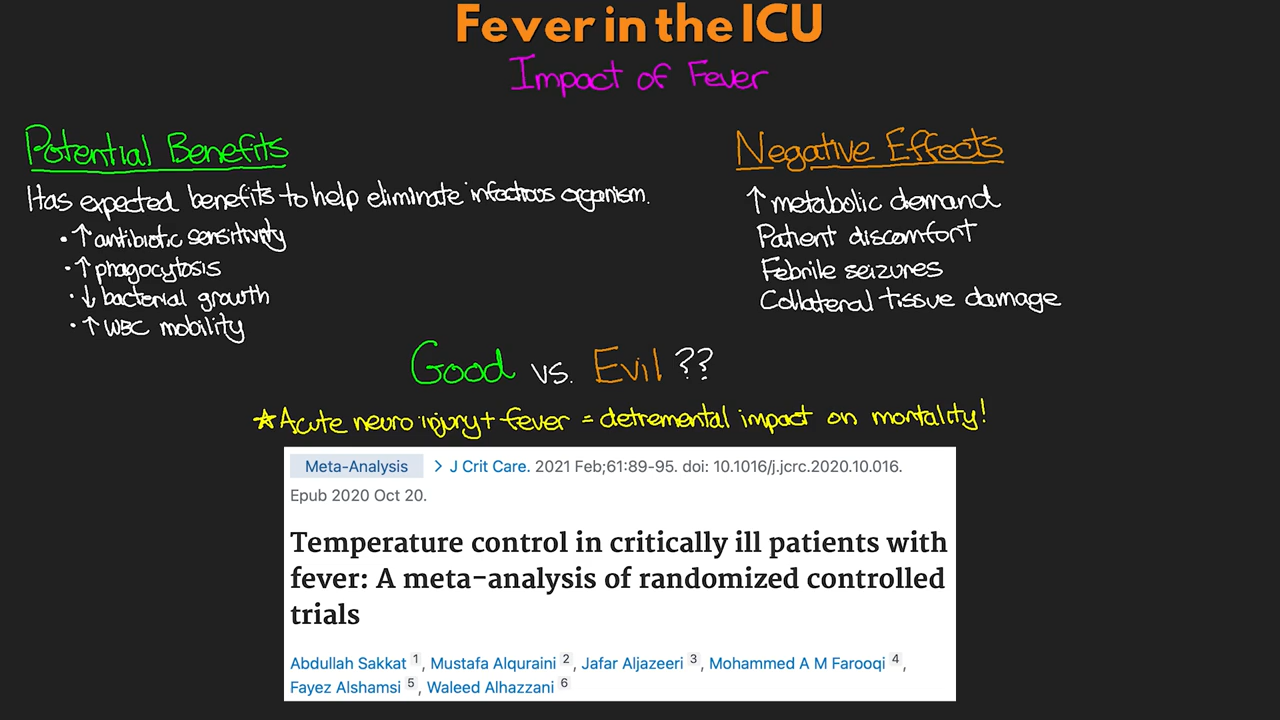 Fever in the ICU
Impact of Fever
Potential Benefits
Has expected benefits to help eliminate infectious organism.
• ↑ antibiotic sensitivity
• ↑ phagocytosis
• ↓ bacterial growth
• ↑ WBC mobility
Negative Effects
↑ metabolic demand
Patient discomfort
Febrile seizures
Collateral tissue damage
Good vs. Evil ??
★Acute neuro injury + fever = detremental impact on mortality!
Meta-Analysis > J Crit Care. 2021 Feb;61:89-95. doi: 10.1016/j.jcrc.2020.10.016.
Epub 2020 Oct 20.
Temperature control in critically ill patients with
fever: A meta-analysis of randomized controlled
trials
Abdullah Sakkat 1, Mustafa Alquraini 2, Jafar Aljazeeri 3, Mohammed A M Farooqi 4,
Fayez Alshamsi 5, Waleed Alhazzani 6